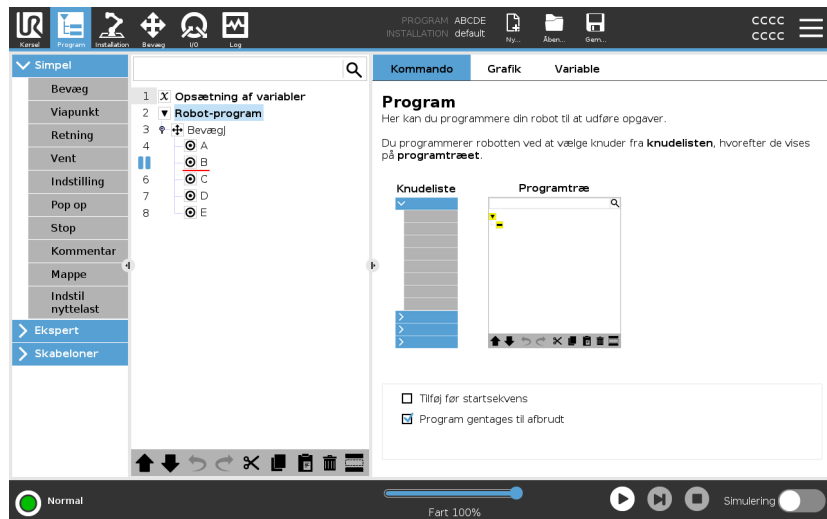 UR
PROGRAM ABCDE
INSTALLATION default
cccc
cccc
Kørsel
Program
Installation
Bevæg
I/O
Log
Ny...
Åben...
Gem...
Simpel
Bevæg
Viapunkt
Retning
Vent
Indstilling
Pop op
Stop
Kommentar
Mappe
Indstil
nyttelast
Ekspert
Skabeloner
1 X Opsætning af variabler
2 Robot-program
3 BevægJ
4 A
B
6 C
7 D
8 E
Kommando Grafik Variable
Program
Her kan du programmere din robot til at udføre opgaver.
Du programmerer robotten ved at vælge knuder fra knudelisten, hvorefter de vises
på programtræet.
Knudeliste
Programtræ
Tilføj før startsekvens
Program gentages til afbrudt
Normal
Fart 100%
Simulering